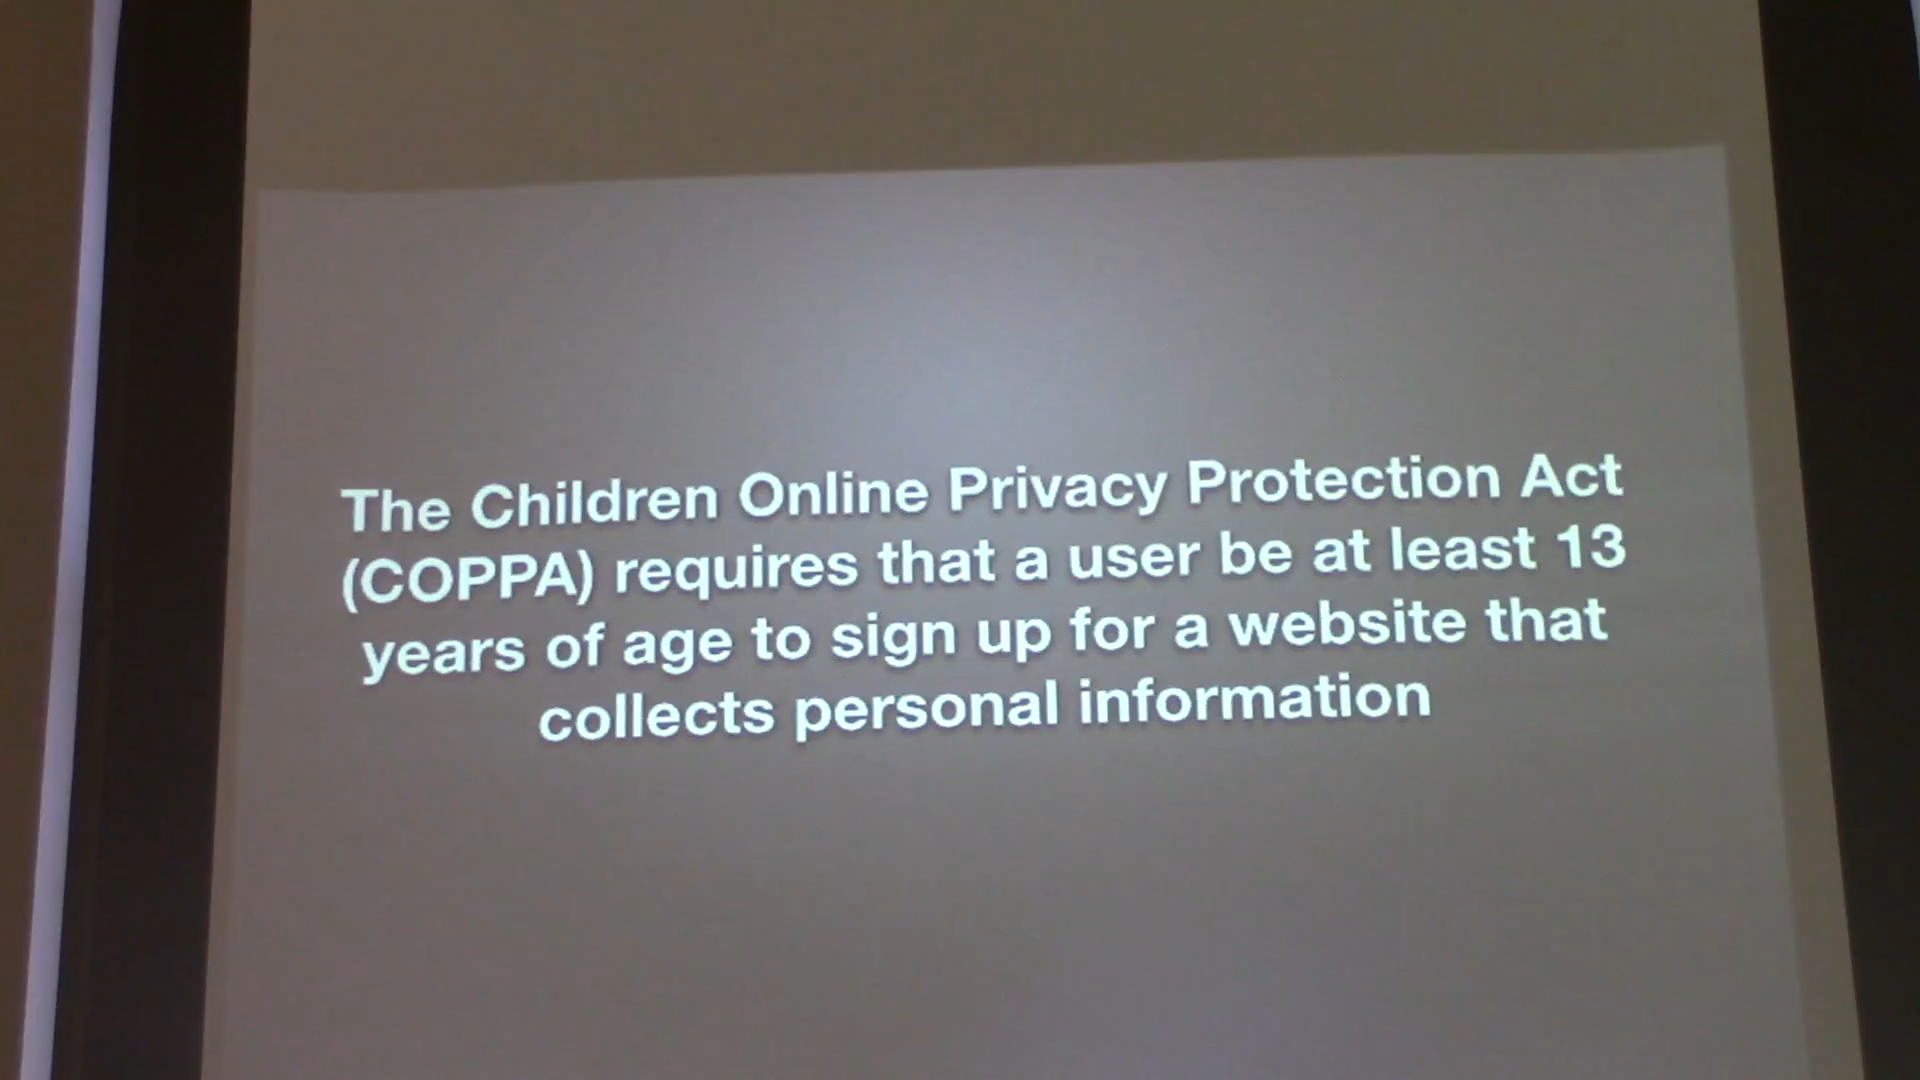 The Children Online Privacy Protection Act
(COPPA) requires that a user be at least 13
years of age to sign up for a website that
collects personal information